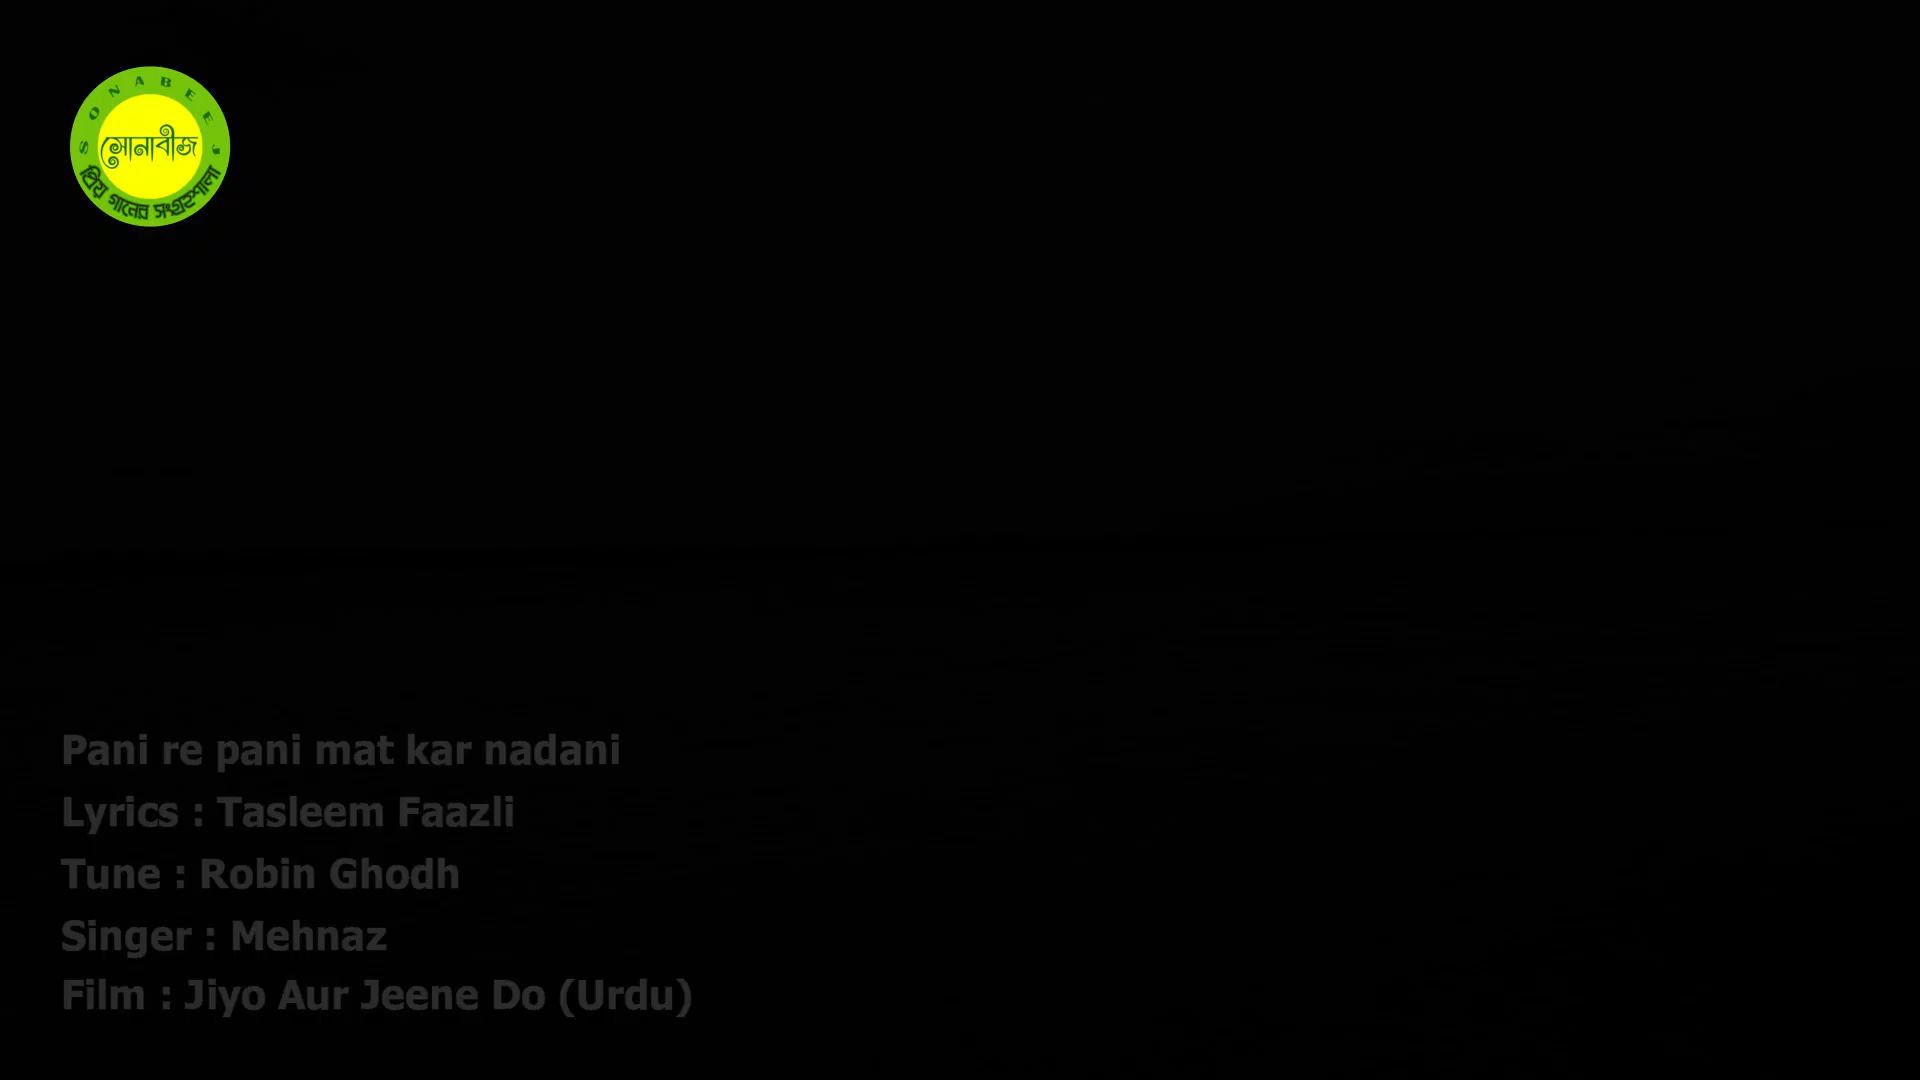 SONABEEJ
সোনাবীজ
প্রিয় গানের সংগ্রহশালা
Pani re pani mat kar nadani
Lyrics : Tasleem Faazli
Tune : Robin Ghodh
Singer : Mehnaz
Film : Jiyo Aur Jeene Do (Urdu)